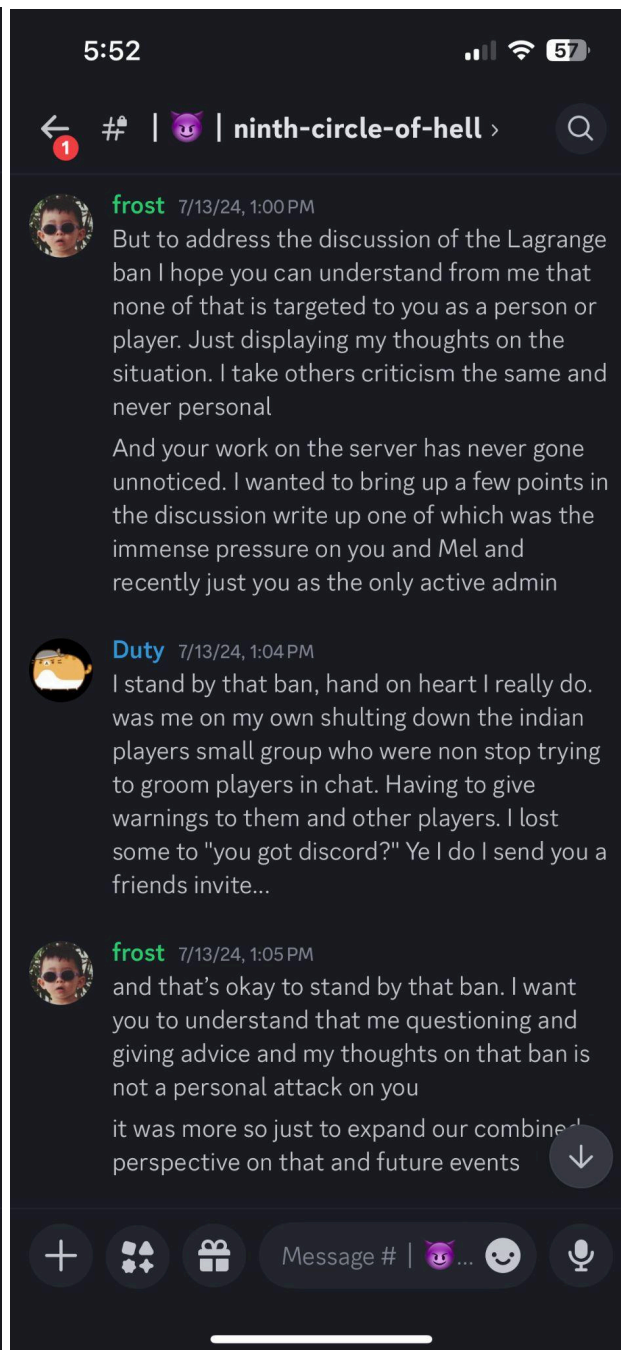 5:52
57
# | 😈 | ninth-circle-of-hell ›
1
frost 7/13/24, 1:00 PM
But to address the discussion of the Lagrange
ban I hope you can understand from me that
none of that is targeted to you as a person or
player. Just displaying my thoughts on the
situation. I take others criticism the same and
never personal
And your work on the server has never gone
unnoticed. I wanted to bring up a few points in
the discussion write up one of which was the
immense pressure on you and Mel and
recently just you as the only active admin
Duty 7/13/24, 1:04 PM
I stand by that ban, hand on heart I really do.
was me on my own shulting down the indian
players small group who were non stop trying
to groom players in chat. Having to give
warnings to them and other players. I lost
some to "you got discord?" Ye I do I send you a
friends invite...
frost 7/13/24, 1:05 PM
and that’s okay to stand by that ban. I want
you to understand that me questioning and
giving advice and my thoughts on that ban is
not a personal attack on you
it was more so just to expand our combined
perspective on that and future events
Message # | 😈...